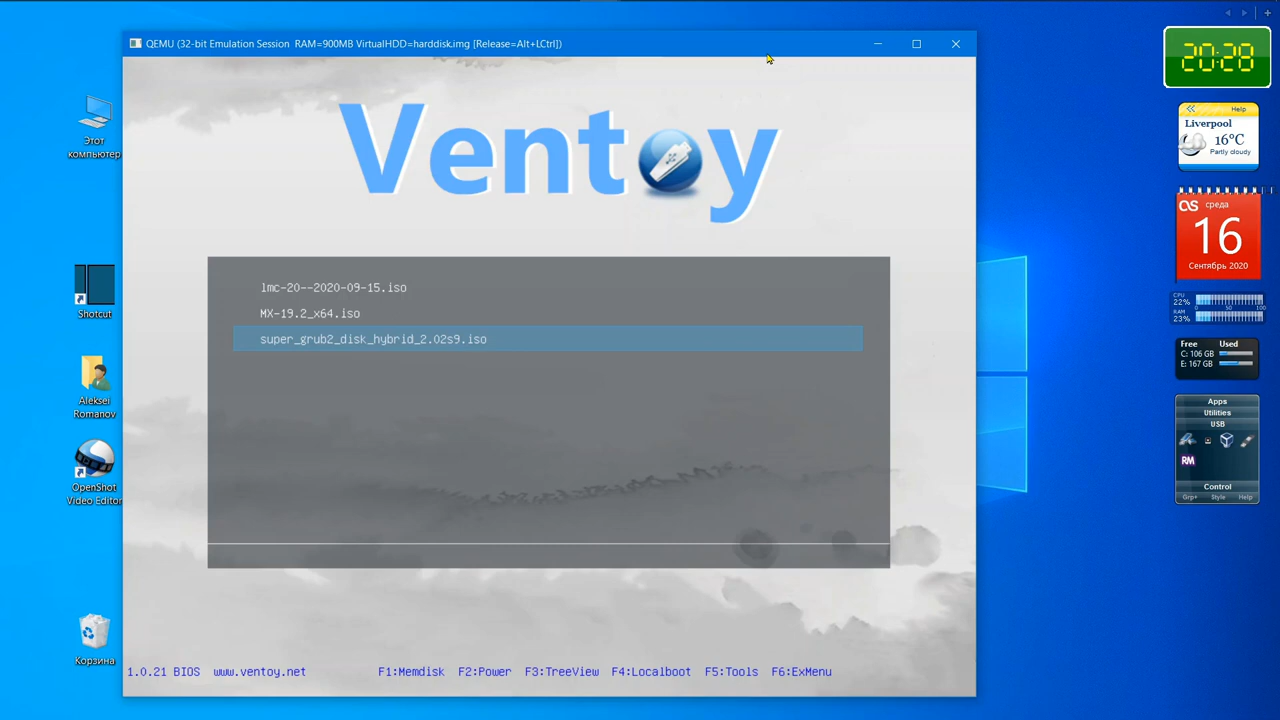 QEMU (32-bit Emulation Session RAM=900MB VirtualHDD=harddisk.img [Release=Alt+LCtrl])
Ventoy
lmc-20--2020-09-15.iso
MX-19.2_x64.iso
super_grub2_disk_hybrid_2.02s9.iso
1.0.21 BIOS www.ventoy.net F1:Memdisk F2:Power F3:TreeView F4:Localboot F5:Tools F6:ExMenu
Этот
компьютер
Shotcut
Aleksei
Romanov
OpenShot
Video Editor
Корзина
20:28
Help
Liverpool
16°C
Partly cloudy
среда
16
Сентябрь 2020
CPU
22%
0 50 100
RAM
23%
Free Used
C: 106 GB
E: 167 GB
Apps
Utilities
USB
RM
Control
Grp+ Style Help